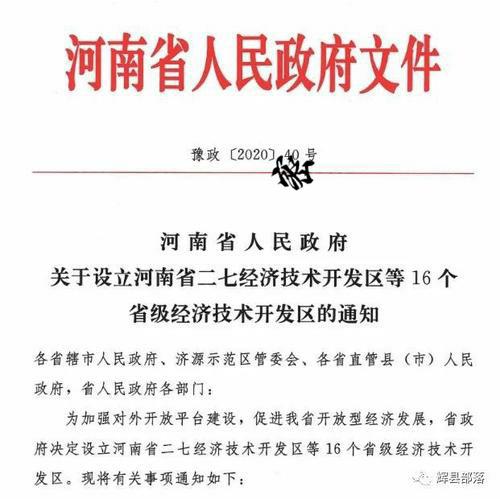 河南省人民政府文件
豫政〔2020〕40号
河南省人民政府
关于设立河南省二七经济技术开发区等16个
省级经济技术开发区的通知
各省辖市人民政府、济源示范区管委会、各省直管县（市）人民
政府，省人民政府各部门：
为加强对外开放平台建设，促进我省开放型经济发展，省政
府决定设立河南省二七经济技术开发区等16个省级经济技术开
发区。现将有关事项通知如下：
辉县部落